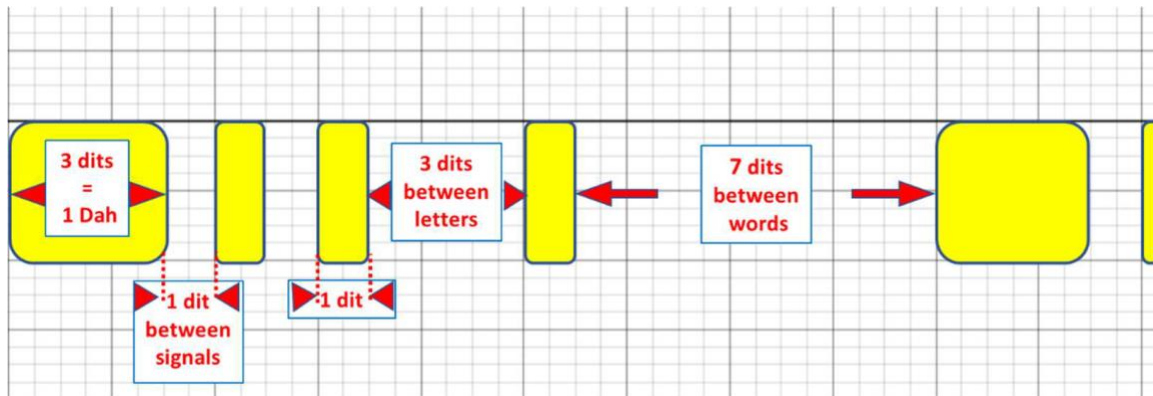 3 dits
=
1 Dah
3 dits
between
letters
7 dits
between
words
1 dit
between
signals
1 dit